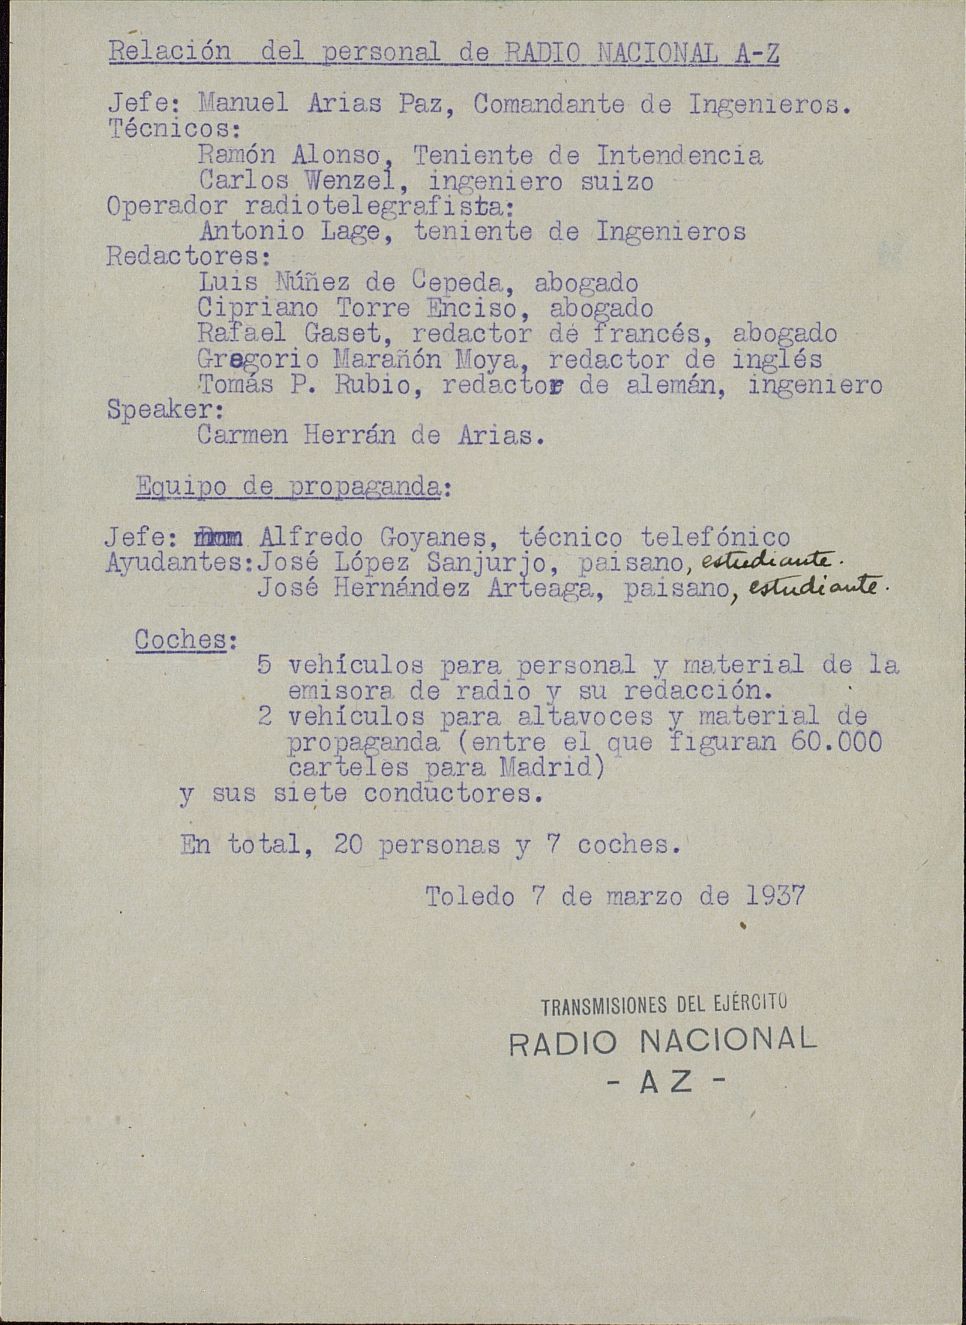 Relación del personal de RADIO NACIONAL A-Z
Jefe: Manuel Arias Paz, Comandante de Ingenieros.
Técnicos:
Ramón Alonso, Teniente de Intendencia
Carlos Wenzel, ingeniero suizo
Operador radiotelegrafista:
Antonio Lage, teniente de Ingenieros
Redactores:
Luis Núñez de Cepeda, abogado
Cipriano Torre Enciso, abogado
Rafael Gaset, redactor de francés, abogado
Gregorio Marañón Moya, redactor de inglés
Tomás P. Rubio, redactor de alemán, ingeniero
Speaker:
Carmen Herrán de Arias.
Equipo de propaganda:
Jefe: Alfredo Goyanes, técnico telefónico
Ayudantes:José López Sanjurjo, paisano, estudiante.
José Hernández Arteaga, paisano, estudiante.
Coches:
5 vehículos para personal y material de la
emisora de radio y su redacción.
2 vehículos para altavoces y material de
propaganda (entre el que figuran 60.000
carteles para Madrid)
y sus siete conductores.
En total, 20 personas y 7 coches.
Toledo 7 de marzo de 1937
TRANSMISIONES DEL EJÉRCITO
RADIO NACIONAL
- A Z -